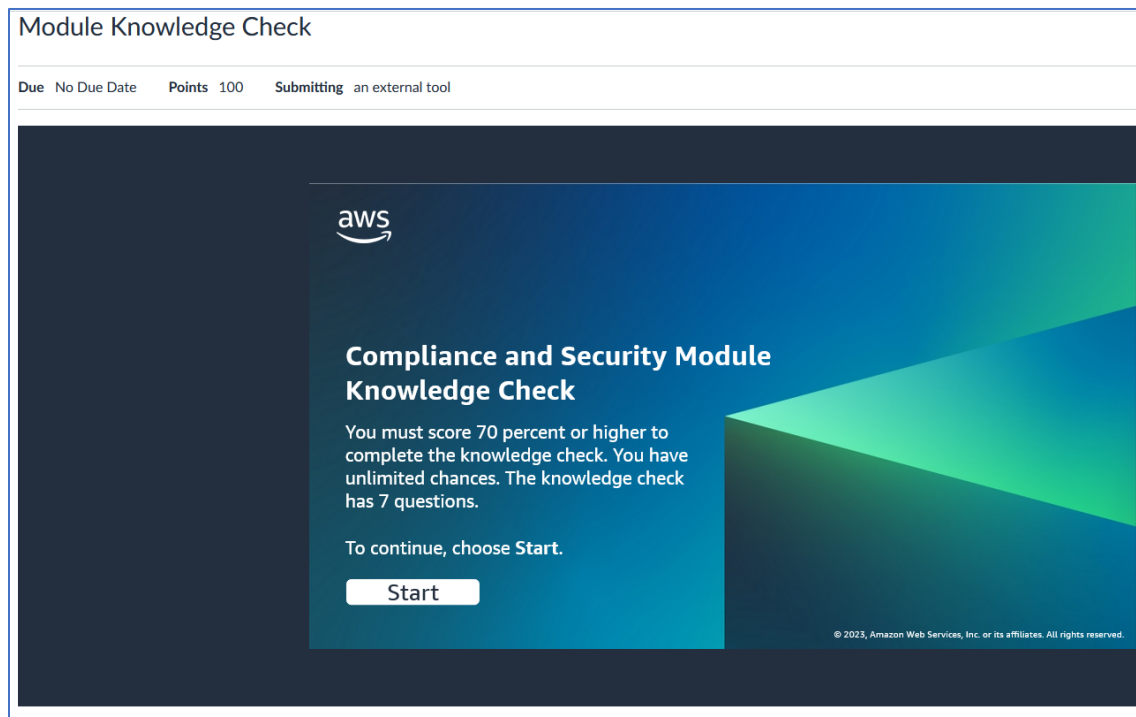 Module Knowledge Check
Due No Due Date Points 100 Submitting an external tool
aws
Compliance and Security Module
Knowledge Check
You must score 70 percent or higher to
complete the knowledge check. You have
unlimited chances. The knowledge check
has 7 questions.
To continue, choose Start.
Start
© 2023, Amazon Web Services, Inc. or its affiliates. All rights reserved.